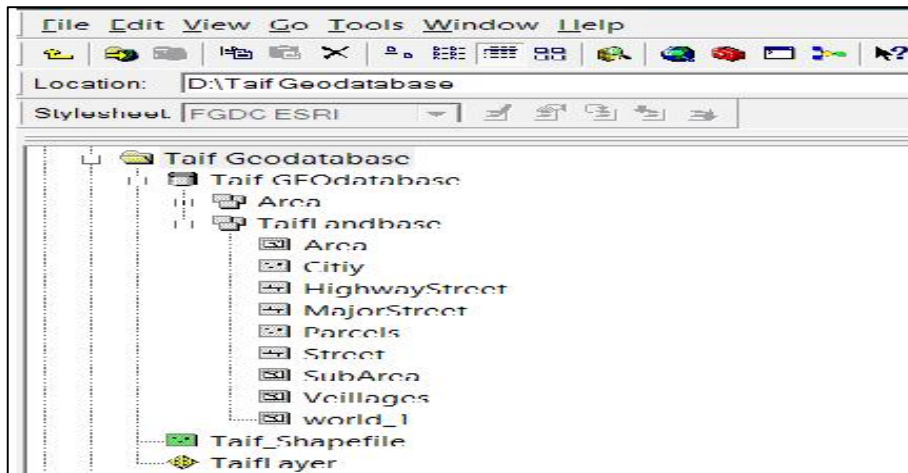 File Edit View Go Tools Window Help
Location: D:\Taif Geodatabase
Stylesheet: FGDC ESRI
Taif Geodatabase
Taif GEOdatabase
Area
TaifLandbase
Area
Citiy
HighwayStreet
MajorStreet
Parcels
Street
SubArea
Veillages
world_1
Taif_Shapefile
TaifLayer